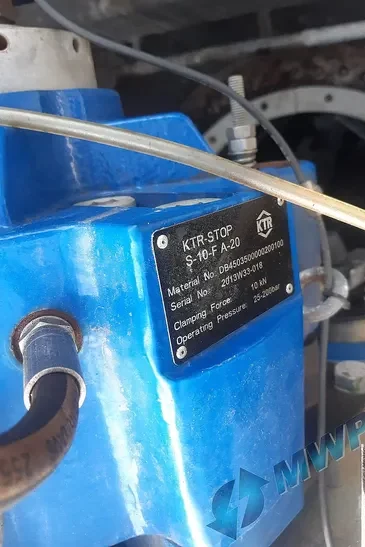 KTR-STOP
KTR
S-10-F A-20
Material No.:DB4503500000200100
Serial No.: 2013W33-018
Clamping Force: 10 kN
Operating Pressure: 25-200bar
MWP